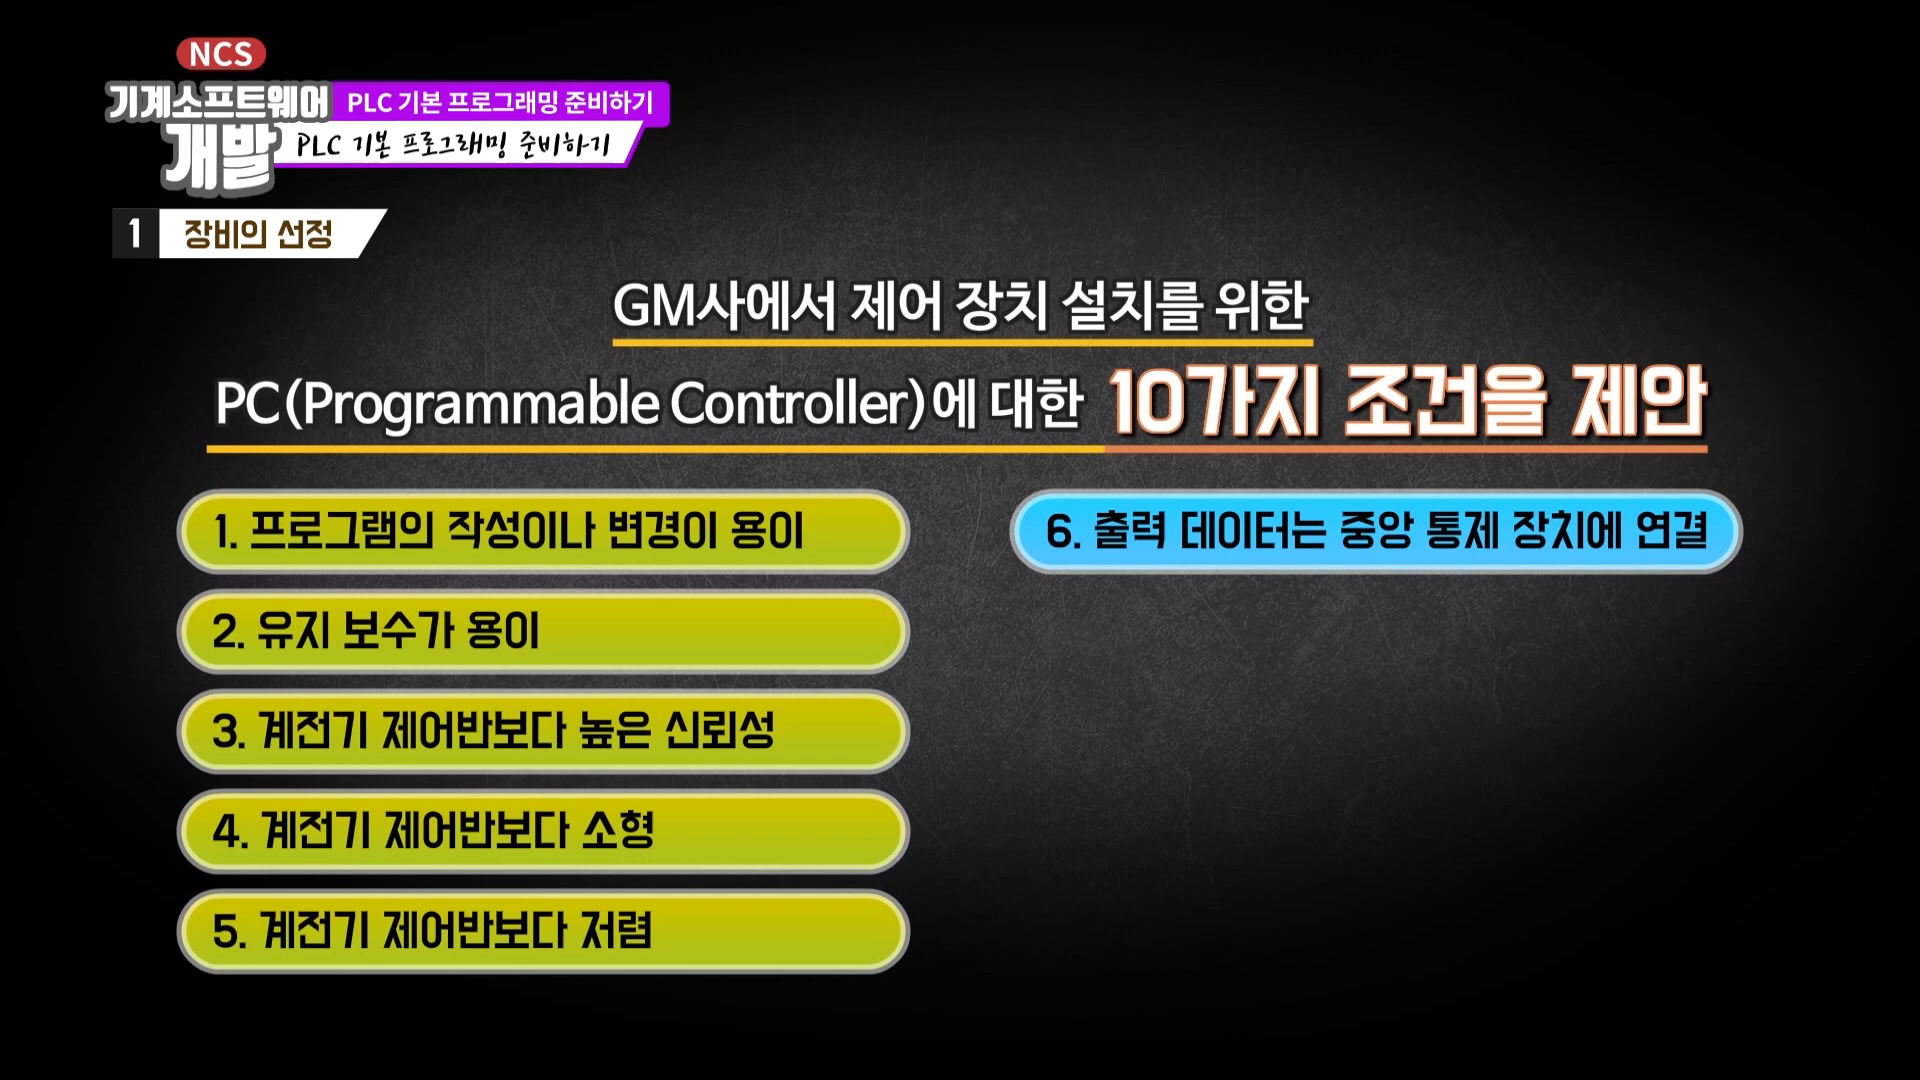 NCS
기계소프트웨어
개발
PLC 기본 프로그래밍 준비하기
PLC 기본 프로그래밍 준비하기
1 장비의 선정
GM사에서 제어 장치 설치를 위한
PC(Programmable Controller)에 대한 10가지 조건을 제안
1. 프로그램의 작성이나 변경이 용이
2. 유지 보수가 용이
3. 계전기 제어반보다 높은 신뢰성
4. 계전기 제어반보다 소형
5. 계전기 제어반보다 저렴
6. 출력 데이터는 중앙 통제 장치에 연결